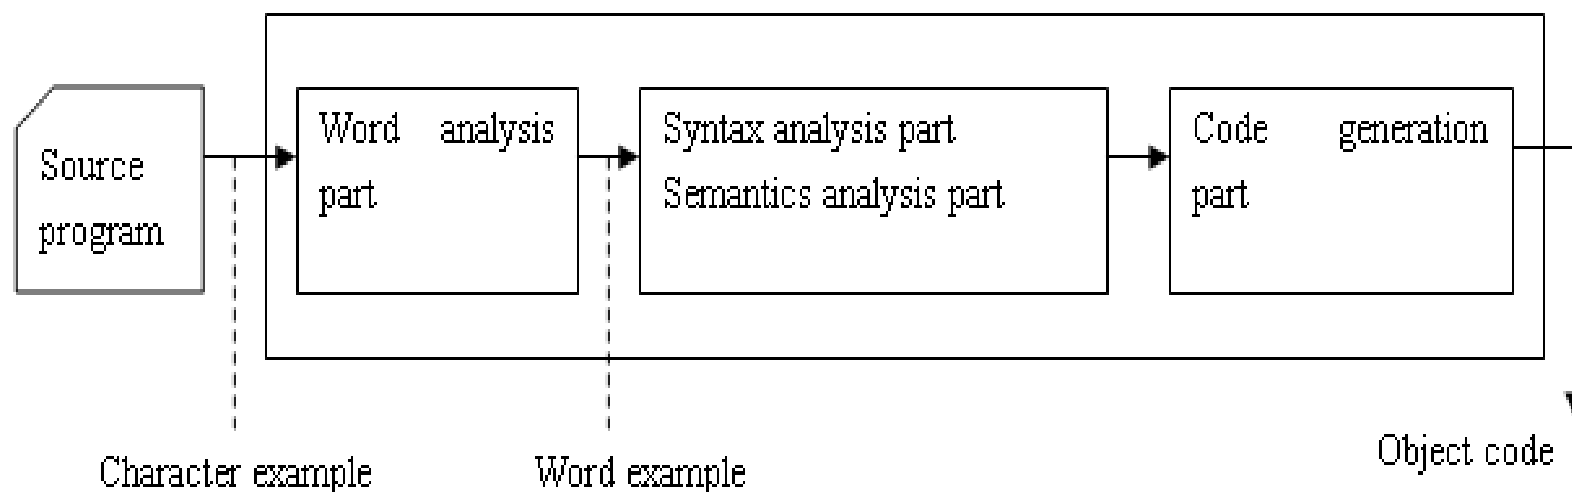 Source
program
Word analysis
part
Syntax analysis part
Semantics analysis part
Code generation
part
Character example
Word example
Object code